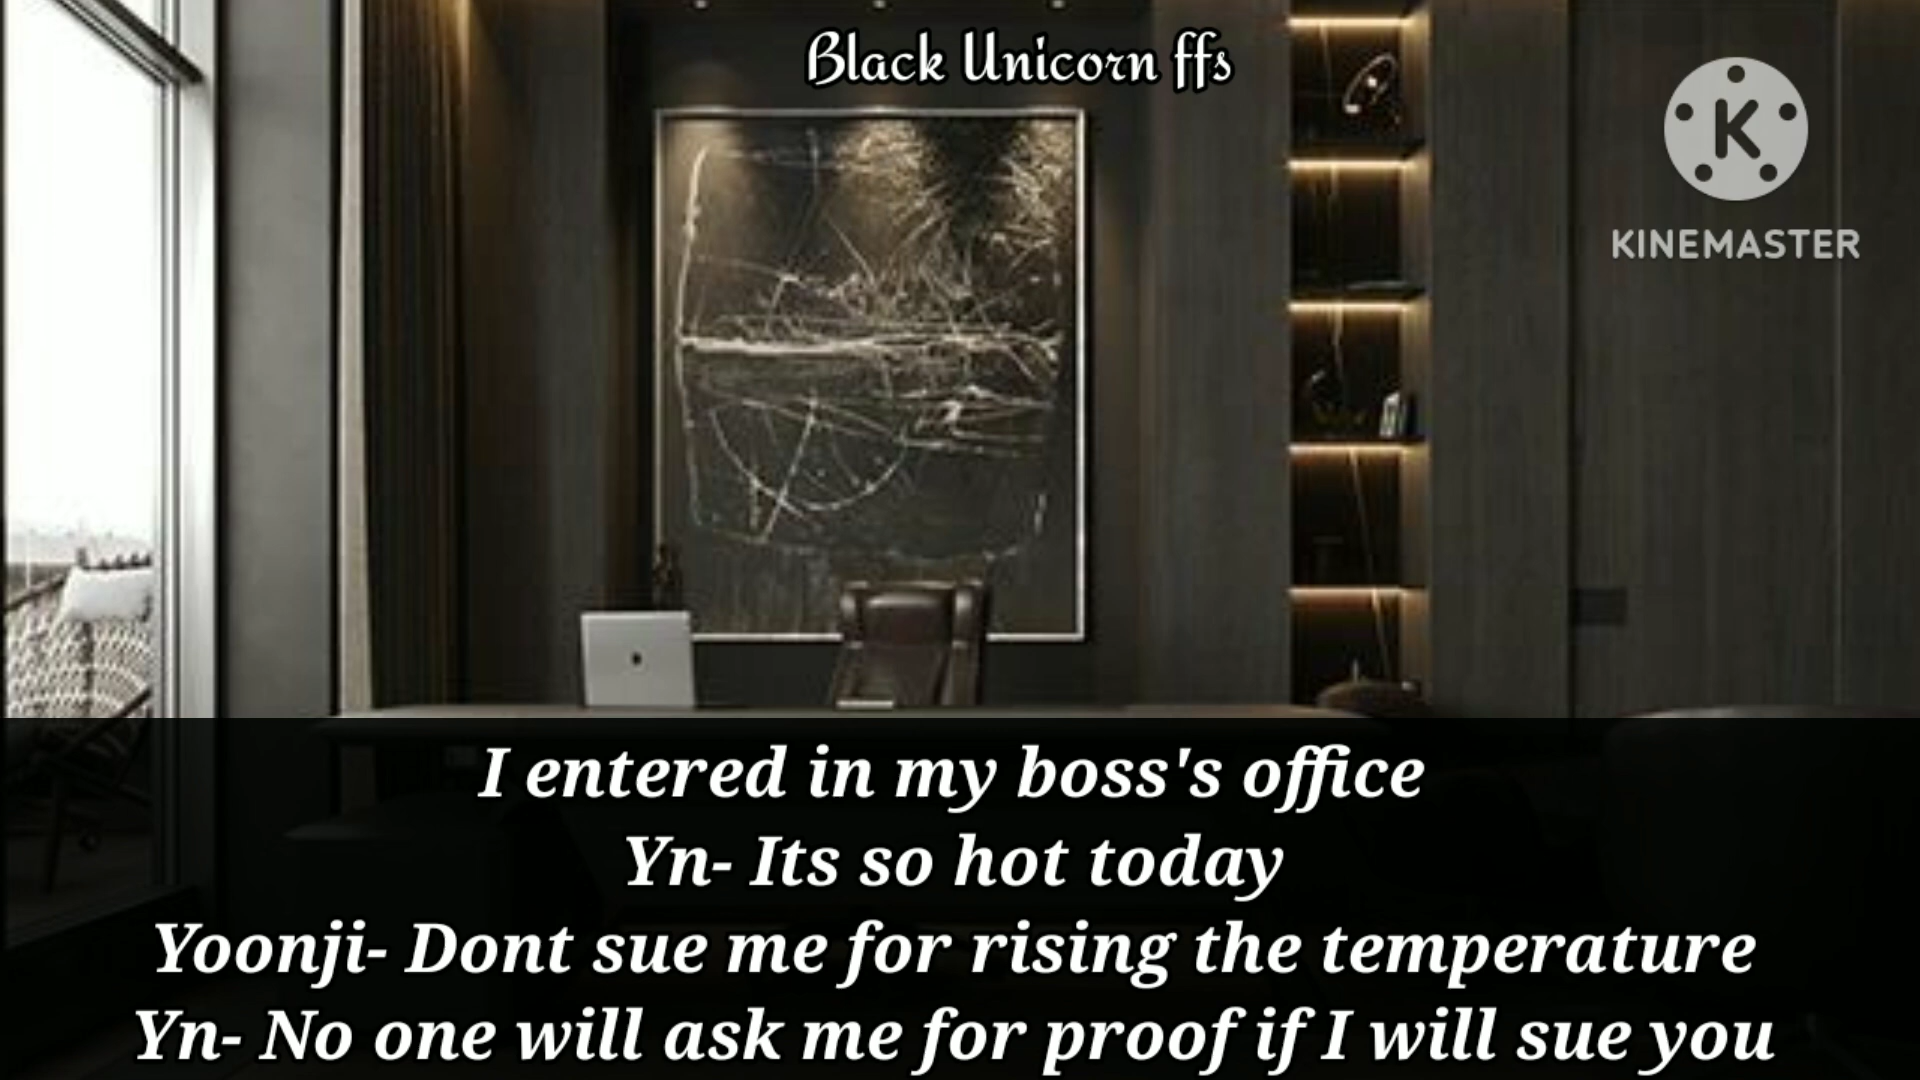 Black Unicorn ffs
KINEMASTER
I entered in my boss's office
Yn- Its so hot today
Yoonji- Dont sue me for rising the temperature
Yn- No one will ask me for proof if I will sue you